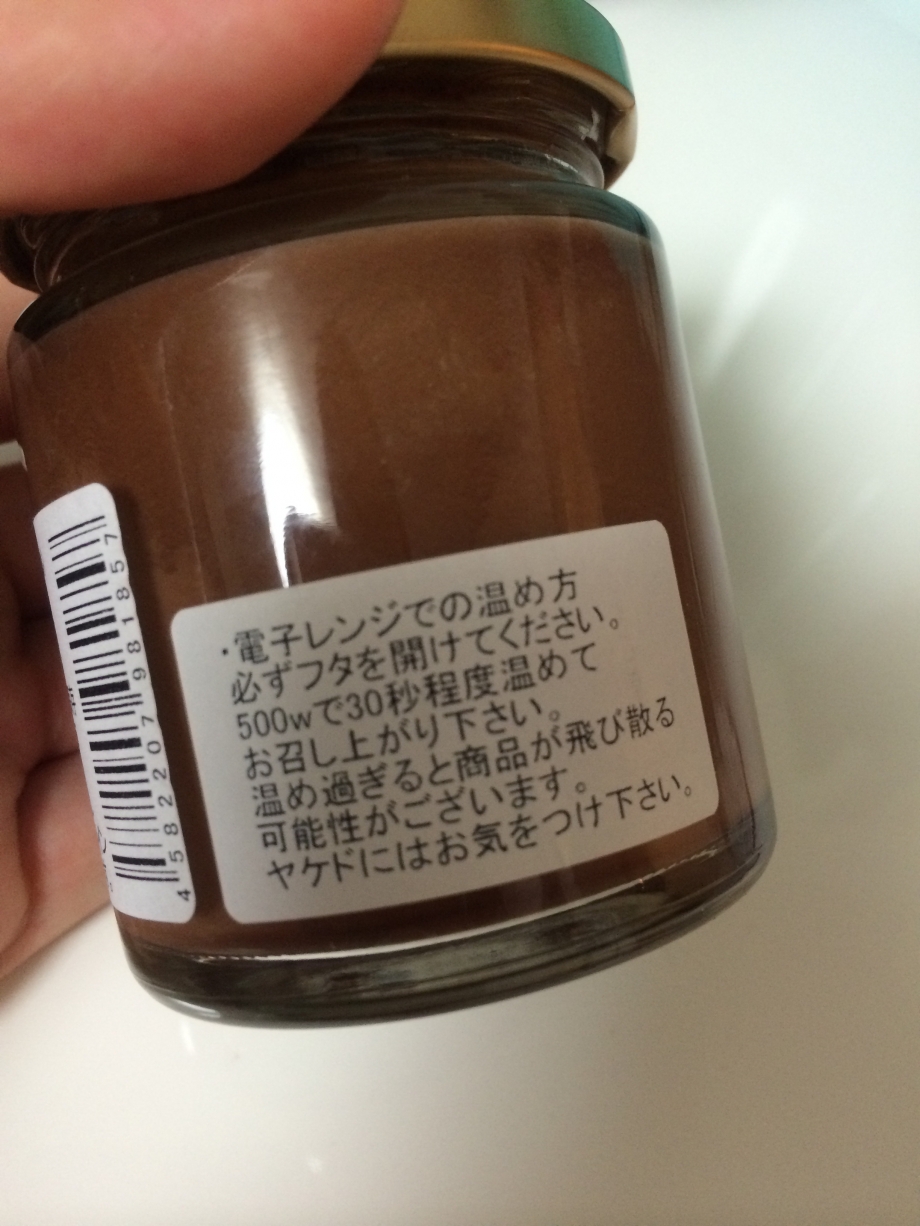 ・電子レンジでの温め方
必ずフタを開けてください。
500wで30秒程度温めて
お召し上がり下さい。
温め過ぎると商品が飛び散る
可能性がございます。
ヤケドにはお気をつけ下さい。
4582207981857